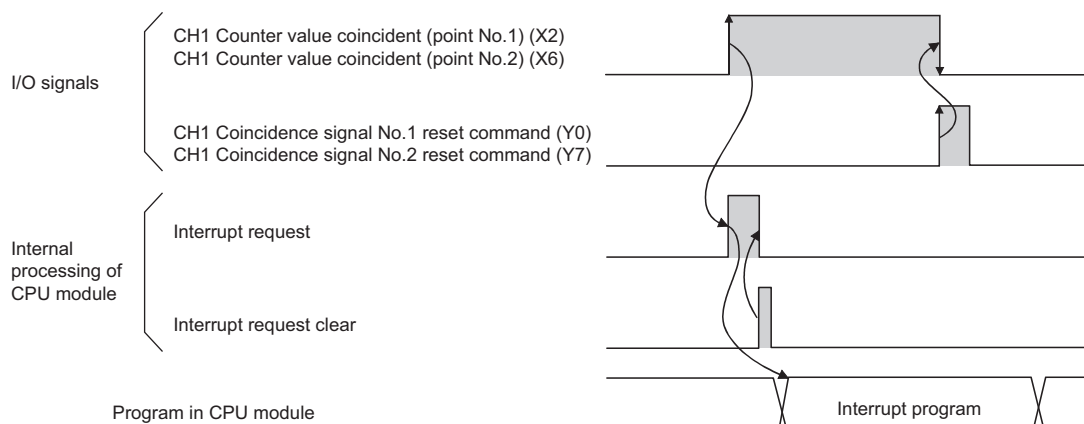 I/O signals
CH1 Counter value coincident (point No.1) (X2)
CH1 Counter value coincident (point No.2) (X6)
CH1 Coincidence signal No.1 reset command (Y0)
CH1 Coincidence signal No.2 reset command (Y7)
Internal
processing of
CPU module
Interrupt request
Interrupt request clear
Program in CPU module
Interrupt program